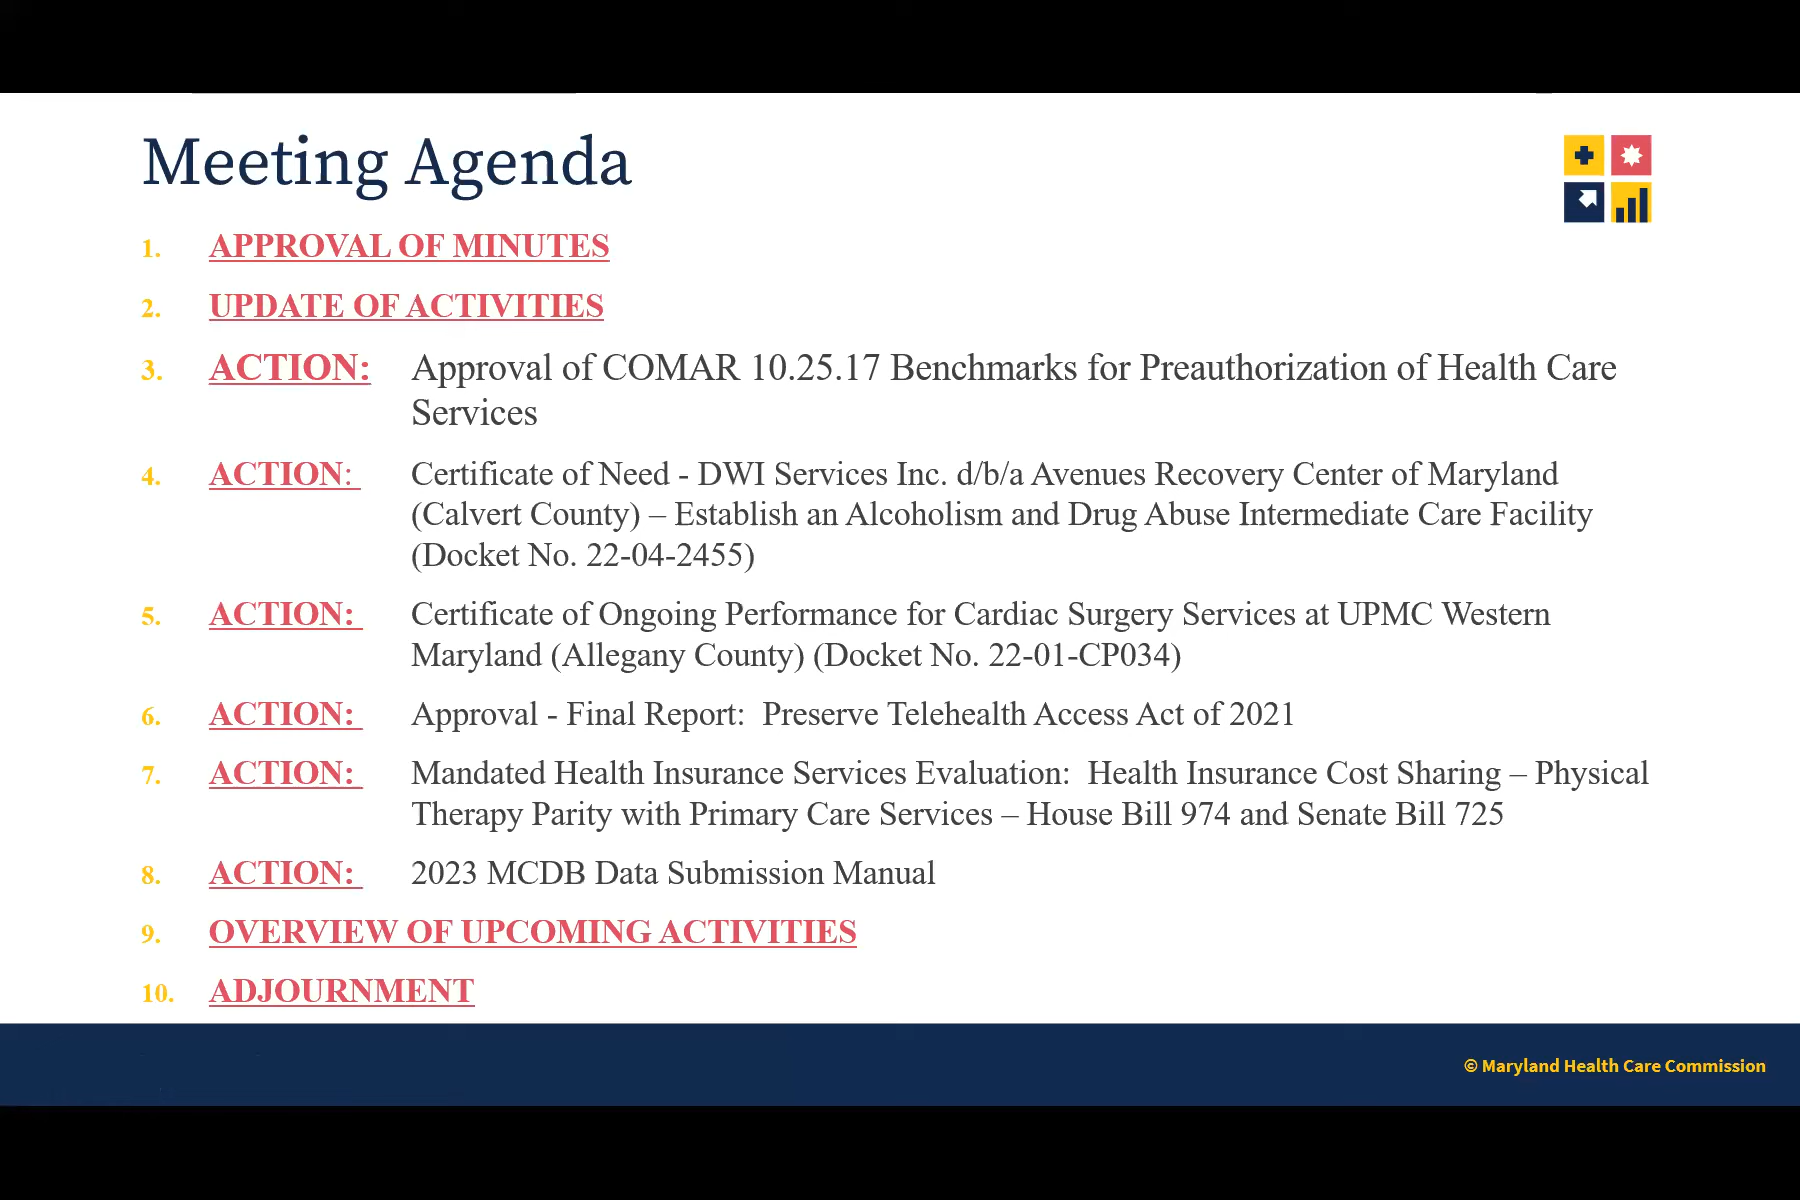 Meeting Agenda
1. APPROVAL OF MINUTES
2. UPDATE OF ACTIVITIES
3. ACTION: Approval of COMAR 10.25.17 Benchmarks for Preauthorization of Health Care
Services
4. ACTION: Certificate of Need - DWI Services Inc. d/b/a Avenues Recovery Center of Maryland
(Calvert County) – Establish an Alcoholism and Drug Abuse Intermediate Care Facility
(Docket No. 22-04-2455)
5. ACTION: Certificate of Ongoing Performance for Cardiac Surgery Services at UPMC Western
Maryland (Allegany County) (Docket No. 22-01-CP034)
6. ACTION: Approval - Final Report: Preserve Telehealth Access Act of 2021
7. ACTION: Mandated Health Insurance Services Evaluation: Health Insurance Cost Sharing – Physical
Therapy Parity with Primary Care Services – House Bill 974 and Senate Bill 725
8. ACTION: 2023 MCDB Data Submission Manual
9. OVERVIEW OF UPCOMING ACTIVITIES
10. ADJOURNMENT
© Maryland Health Care Commission